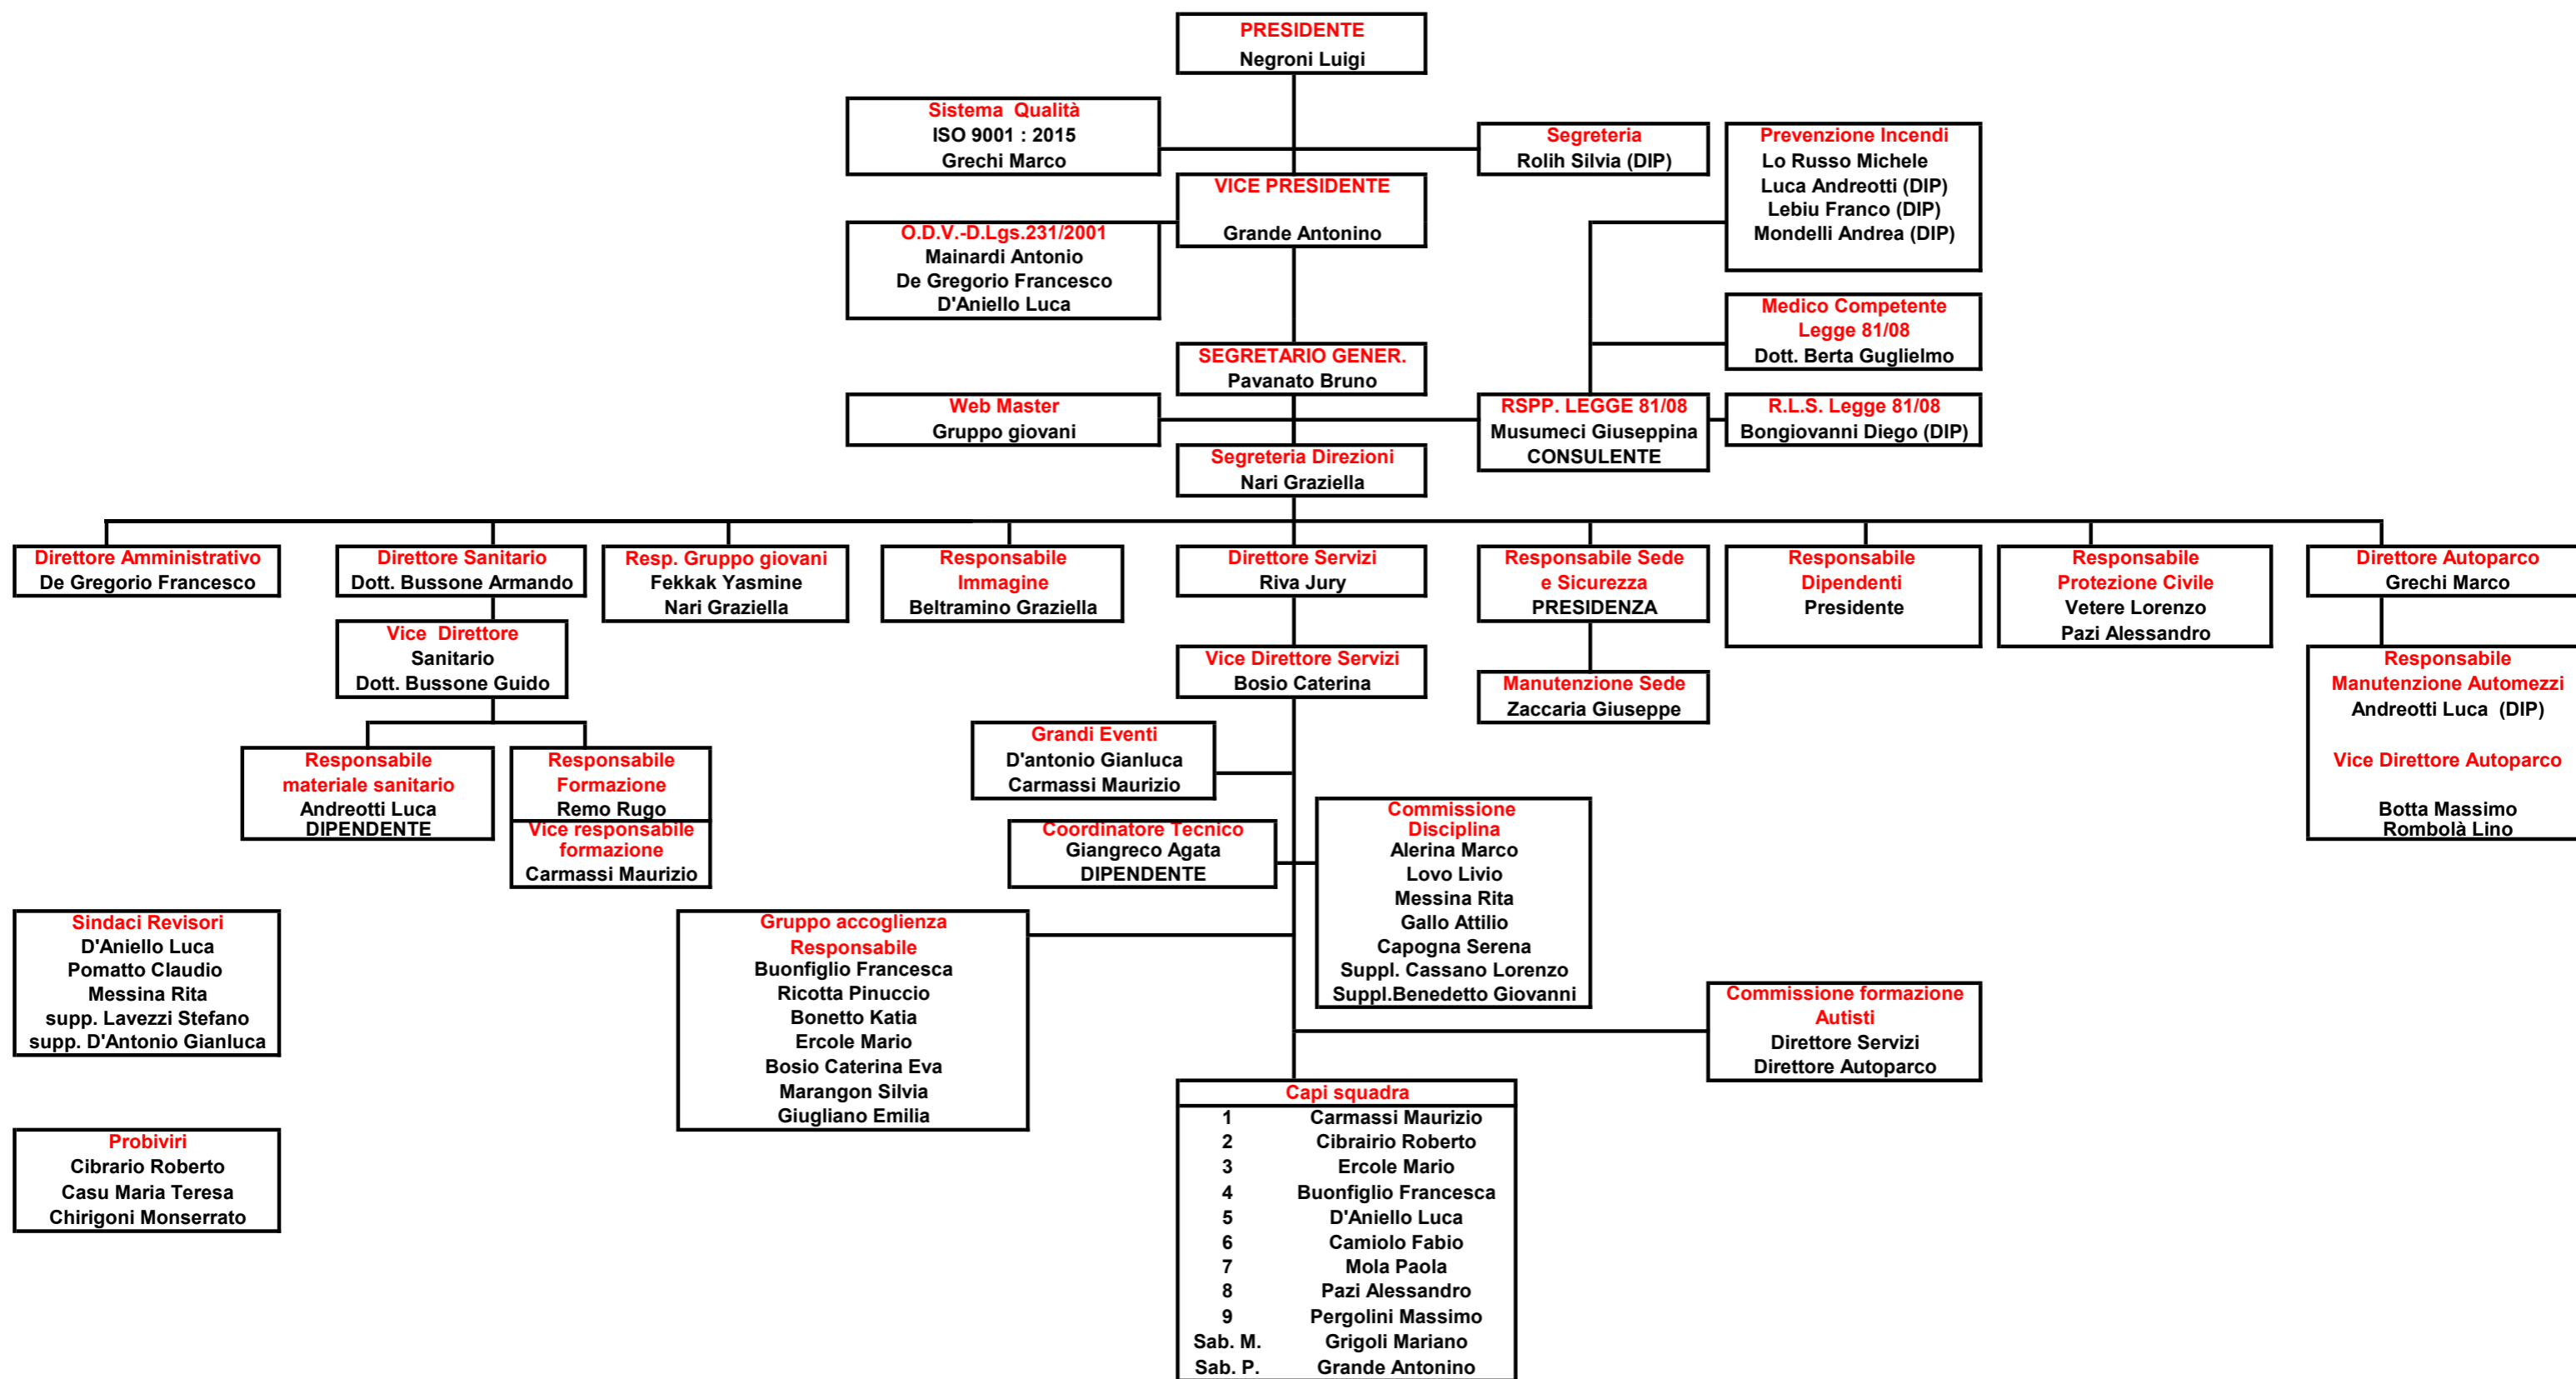 PRESIDENTE
Negroni Luigi
Sistema  Qualità
ISO 9001 : 2015
Grechi Marco
Segreteria
Rolih Silvia (DIP)
Prevenzione Incendi
Lo Russo Michele
Luca Andreotti (DIP)
Lebiu Franco (DIP)
Mondelli Andrea (DIP)
VICE PRESIDENTE
Grande Antonino
O.D.V.-D.Lgs.231/2001
Mainardi Antonio
De Gregorio Francesco
D'Aniello Luca
Medico Competente
Legge 81/08
Dott. Berta Guglielmo
SEGRETARIO GENER.
Pavanato Bruno
Web Master
Gruppo giovani
RSPP. LEGGE 81/08
Musumeci Giuseppina
CONSULENTE
R.L.S. Legge 81/08
Bongiovanni Diego (DIP)
Segreteria Direzioni
Nari Graziella
Direttore Amministrativo
De Gregorio Francesco
Direttore Sanitario
Dott. Bussone Armando
Resp. Gruppo giovani
Fekkak Yasmine
Nari Graziella
Responsabile
Immagine
Beltramino Graziella
Direttore Servizi
Riva Jury
Responsabile Sede
e Sicurezza
PRESIDENZA
Responsabile
Dipendenti
Presidente
Responsabile
Protezione Civile
Vetere Lorenzo
Pazi Alessandro
Direttore Autoparco
Grechi Marco
Vice  Direttore
Sanitario
Dott. Bussone Guido
Vice Direttore Servizi
Bosio Caterina
Manutenzione Sede
Zaccaria Giuseppe
Responsabile
Manutenzione Automezzi
Andreotti Luca  (DIP)
Vice Direttore Autoparco
Botta Massimo
Rombolà Lino
Responsabile
materiale sanitario
Andreotti Luca
DIPENDENTE
Responsabile
Formazione
Remo Rugo
Vice responsabile
formazione
Carmassi Maurizio
Grandi Eventi
D'antonio Gianluca
Carmassi Maurizio
Coordinatore Tecnico
Giangreco Agata
DIPENDENTE
Commissione
Disciplina
Alerina Marco
Lovo Livio
Messina Rita
Gallo Attilio
Capogna Serena
Suppl. Cassano Lorenzo
Suppl.Benedetto Giovanni
Sindaci Revisori
D'Aniello Luca
Pomatto Claudio
Messina Rita
supp. Lavezzi Stefano
supp. D'Antonio Gianluca
Gruppo accoglienza
Responsabile
Buonfiglio Francesca
Ricotta Pinuccio
Bonetto Katia
Ercole Mario
Bosio Caterina Eva
Marangon Silvia
Giugliano Emilia
Commissione formazione
Autisti
Direttore Servizi
Direttore Autoparco
Probiviri
Cibrario Roberto
Casu Maria Teresa
Chirigoni Monserrato
Capi squadra
1 Carmassi Maurizio
2 Cibrairio Roberto
3 Ercole Mario
4 Buonfiglio Francesca
5 D'Aniello Luca
6 Camiolo Fabio
7 Mola Paola
8 Pazi Alessandro
9 Pergolini Massimo
Sab. M. Grigoli Mariano
Sab. P. Grande Antonino